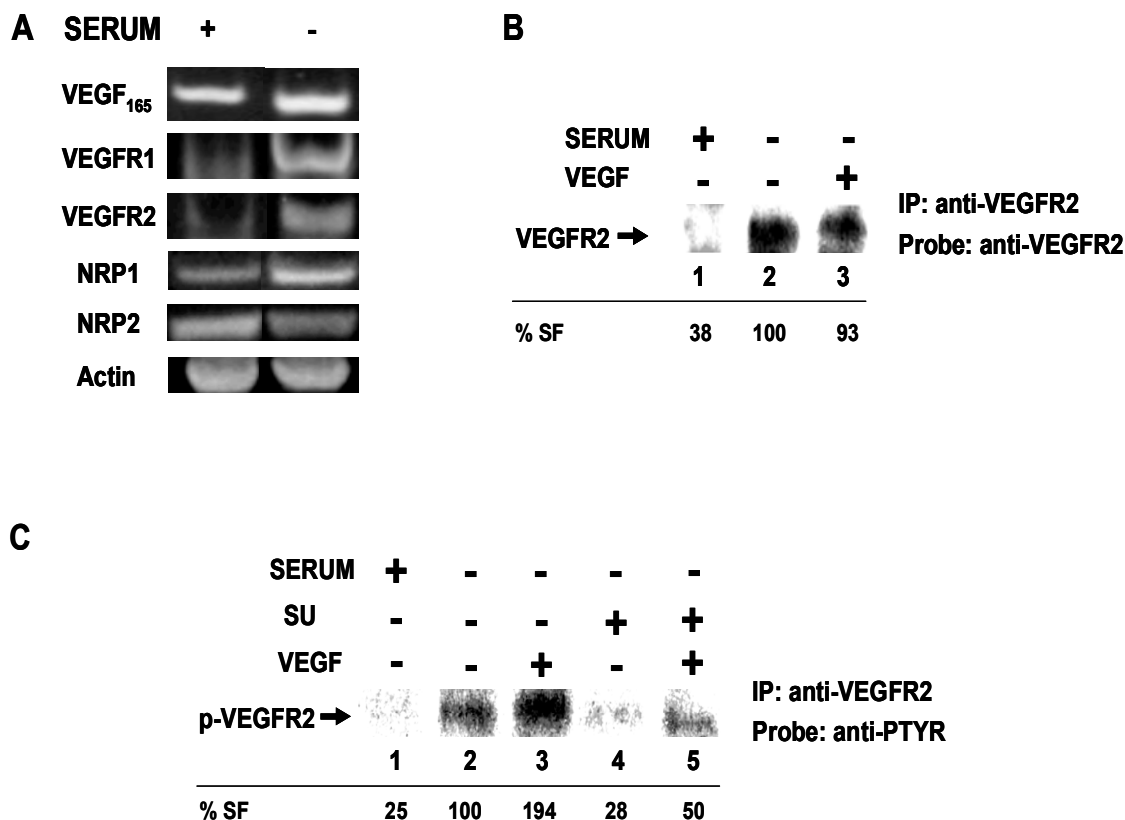 A
SERUM + -
VEGF165
VEGFR1
VEGFR2
NRP1
NRP2
Actin
B
SERUM + - -
VEGF - - +
VEGFR2
IP: anti-VEGFR2
Probe: anti-VEGFR2
1 2 3
% SF 38 100 93
C
SERUM + - - - -
SU - - - + +
VEGF - - + - +
p-VEGFR2
IP: anti-VEGFR2
Probe: anti-PTYR
1 2 3 4 5
% SF 25 100 194 28 50